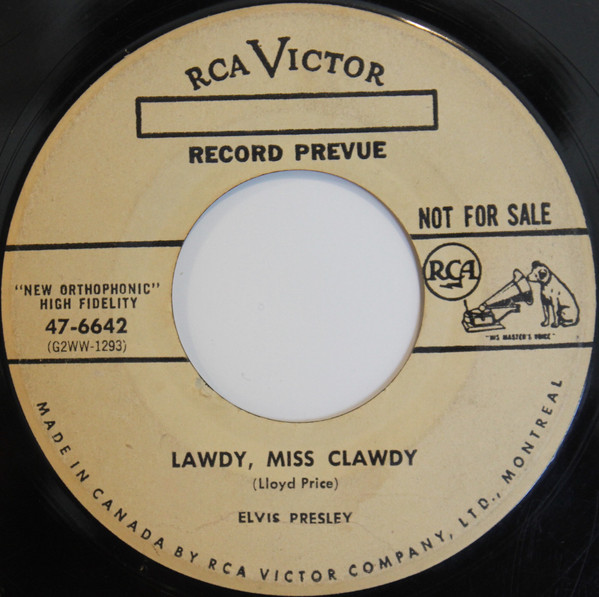 RCA VICTOR
RECORD PREVUE
NOT FOR SALE
"NEW ORTHOPHONIC"
HIGH FIDELITY
47-6642
(G2WW-1293)
RCA
"HIS MASTER'S VOICE"
LAWDY, MISS CLAWDY
(Lloyd Price)
ELVIS PRESLEY
MADE IN CANADA BY RCA VICTOR COMPANY, LTD., MONTREAL